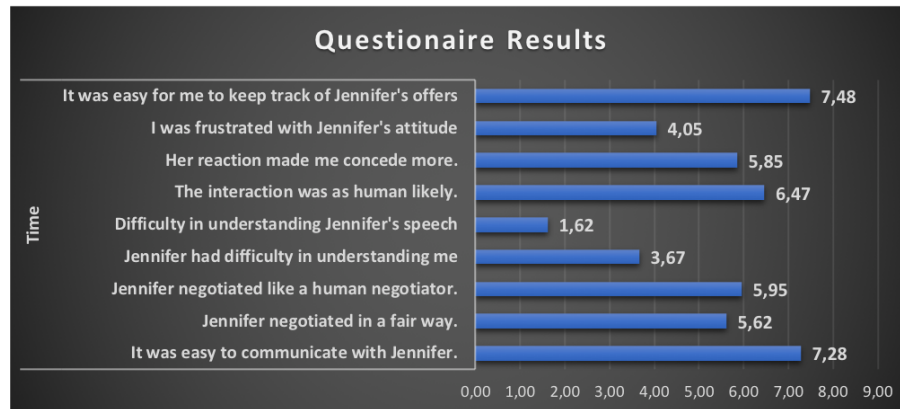 Questionaire Results
Time
It was easy for me to keep track of Jennifer's offers 7,48
I was frustrated with Jennifer's attitude 4,05
Her reaction made me concede more. 5,85
The interaction was as human likely. 6,47
Difficulty in understanding Jennifer's speech 1,62
Jennifer had difficulty in understanding me 3,67
Jennifer negotiated like a human negotiator. 5,95
Jennifer negotiated in a fair way. 5,62
It was easy to communicate with Jennifer. 7,28
0,00 1,00 2,00 3,00 4,00 5,00 6,00 7,00 8,00 9,00